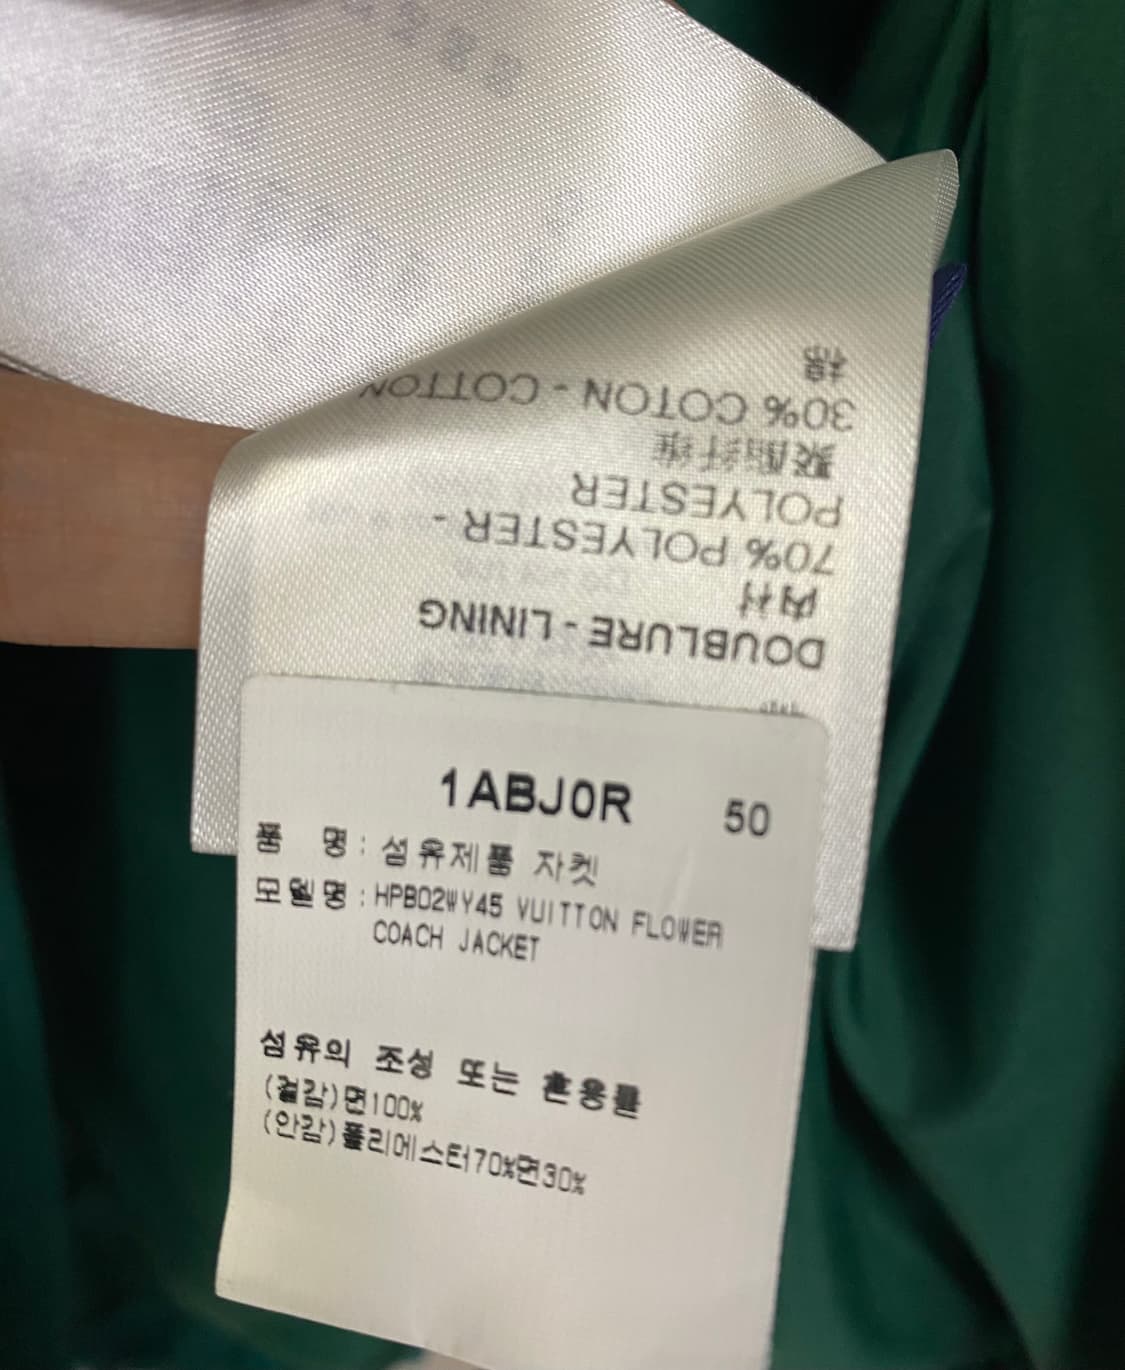 1ABJ0R 50
품 명 : 섬유제품 자켓
모델명 : HPB02WY45 VUITTON FLOWER
COACH JACKET
섬유의 조성 또는 혼용률
(겉감)면100%
(안감)폴리에스터70%면30%
DOUBLURE - LINING
内衬
70% POLYESTER -
POLYESTER
聚酯纤维
30% COTON - COTTON
棉